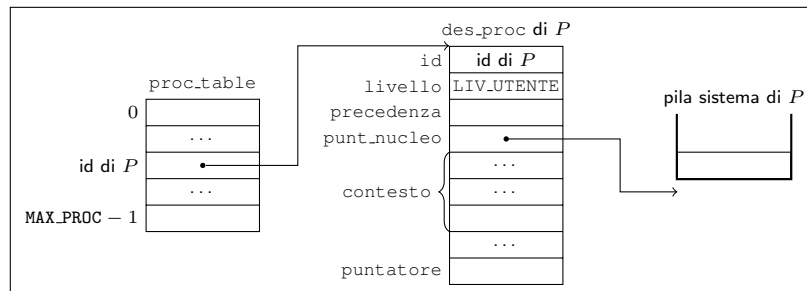 des_proc di P
id
id di P
livello
LIV_UTENTE
precedenza
punt_nucleo
...
contesto
...
...
...
puntatore
proc_table
0
...
id di P
...
MAX_PROC − 1
pila sistema di P